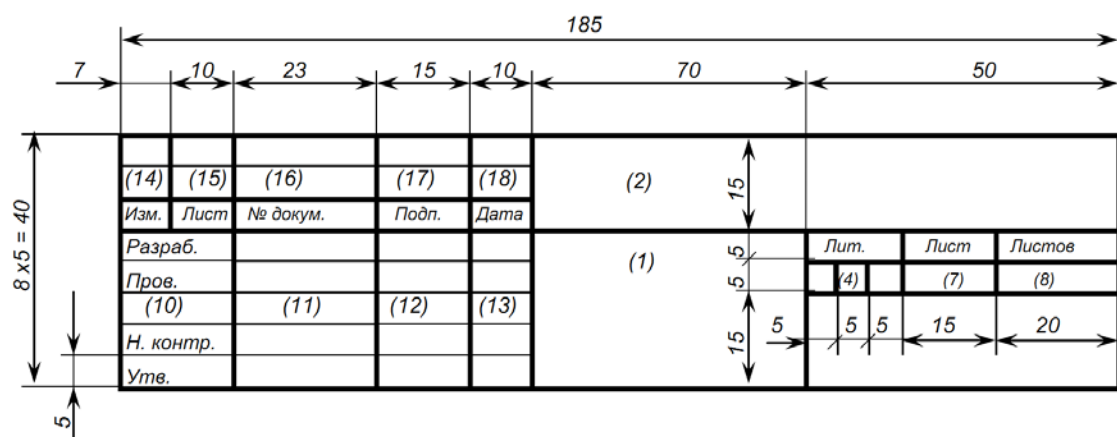 185
7 10 23 15 10 70 50
8 x5 = 40
(14) (15) (16) (17) (18) (2) 15
Изм. Лист № докум. Подп. Дата
Разраб. (1) 5 Лит. Лист Листов
Пров. 5 (4) (7) (8)
(10) (11) (12) (13) 15 5 5 5 15 20
Н. контр.
Утв.
5